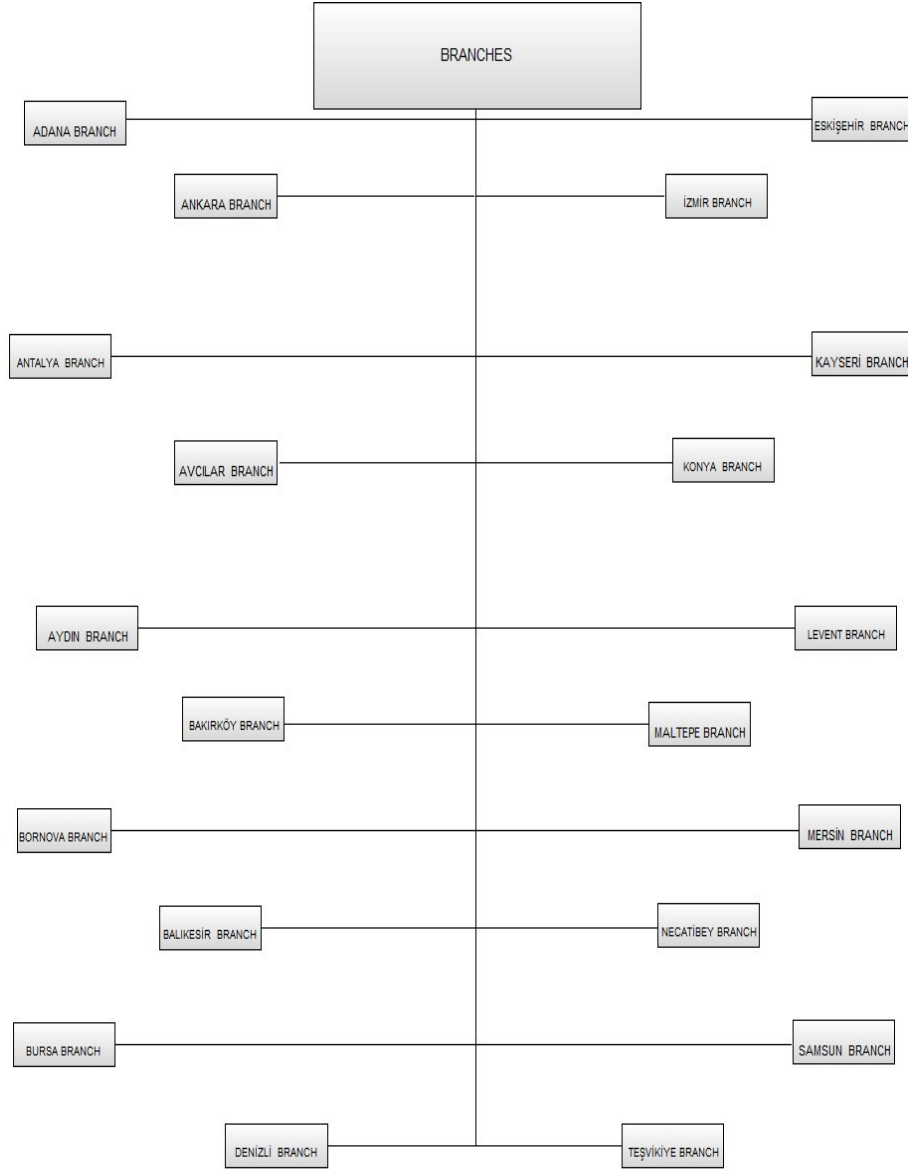 BRANCHES
ADANA BRANCH
ESKİŞEHİR BRANCH
ANKARA BRANCH
İZMİR BRANCH
ANTALYA BRANCH
KAYSERİ BRANCH
AVCILAR BRANCH
KONYA BRANCH
AYDIN BRANCH
LEVENT BRANCH
BAKIRKÖY BRANCH
MALTEPE BRANCH
BORNOVA BRANCH
MERSİN BRANCH
BALIKESİR BRANCH
NECATİBEY BRANCH
BURSA BRANCH
SAMSUN BRANCH
DENİZLİ BRANCH
TEŞVİKİYE BRANCH